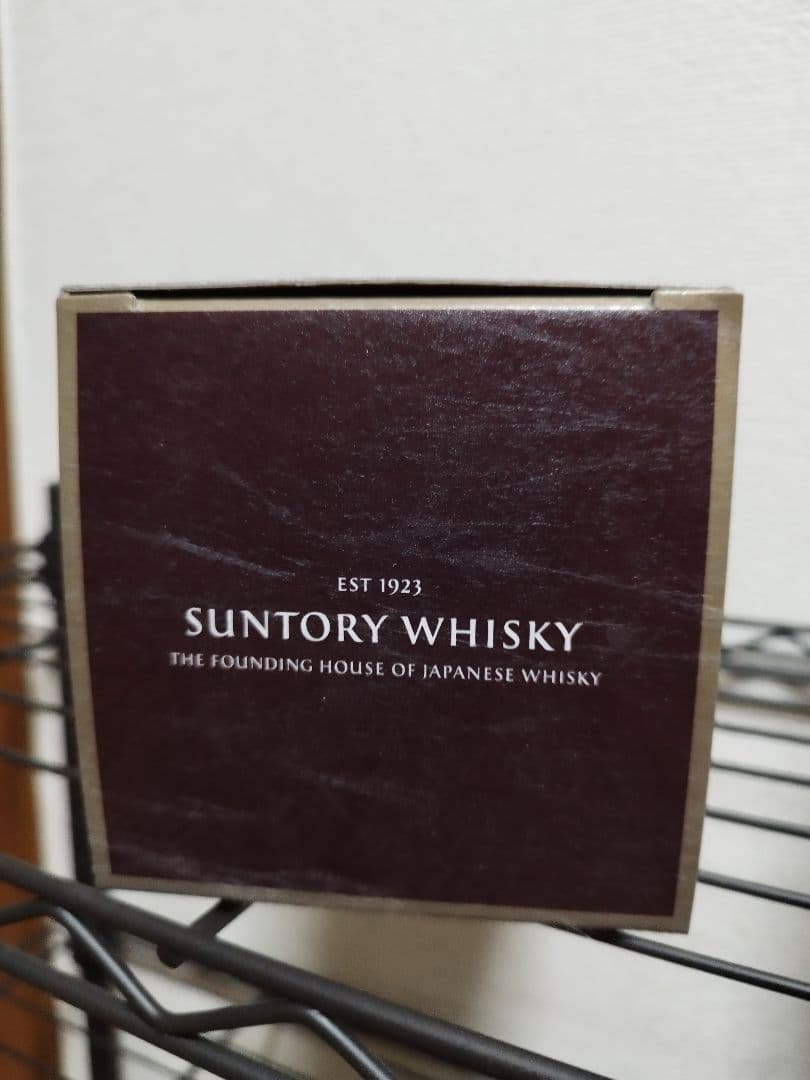 EST 1923
SUNTORY WHISKY
THE FOUNDING HOUSE OF JAPANESE WHISKY